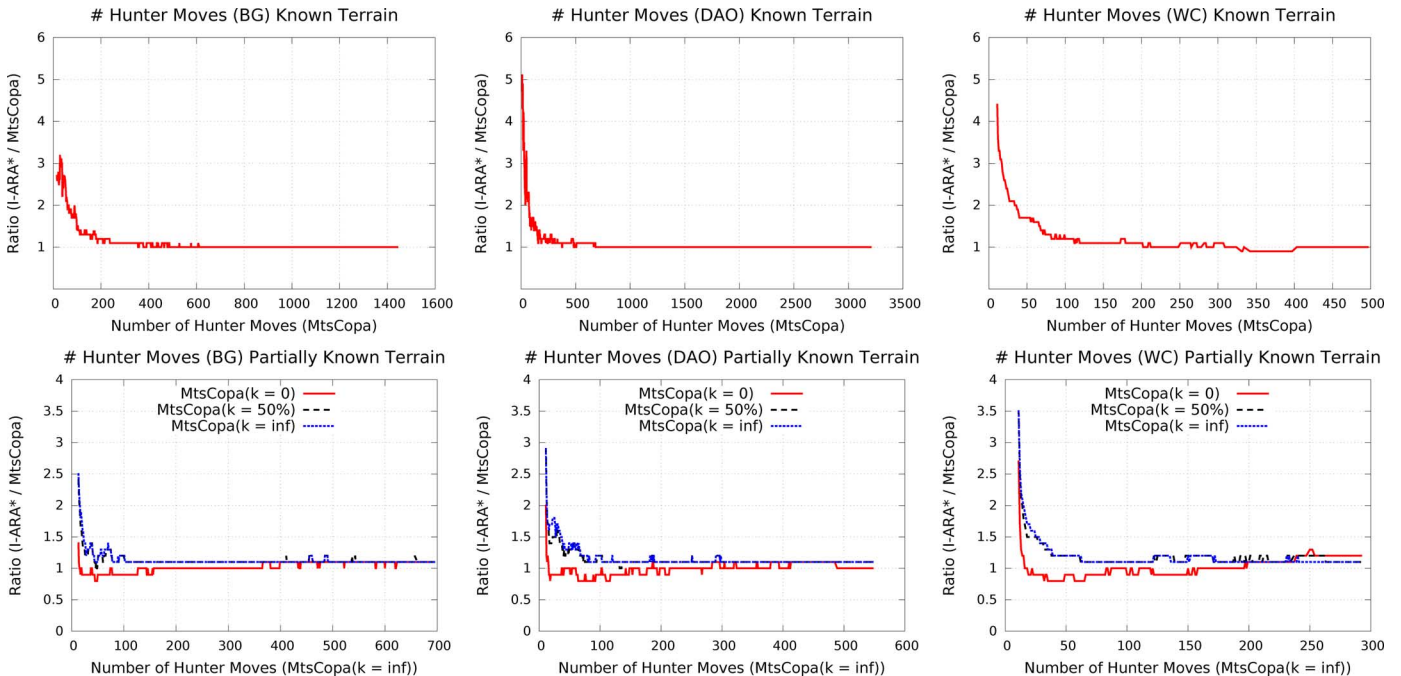 # Hunter Moves (BG) Known Terrain
Ratio (I-ARA* / MtsCopa)
6
5
4
3
2
1
0 200 400 600 800 1000 1200 1400 1600
Number of Hunter Moves (MtsCopa)
# Hunter Moves (DAO) Known Terrain
Ratio (I-ARA* / MtsCopa)
6
5
4
3
2
1
0 500 1000 1500 2000 2500 3000 3500
Number of Hunter Moves (MtsCopa)
# Hunter Moves (WC) Known Terrain
Ratio (I-ARA* / MtsCopa)
6
5
4
3
2
1
0 50 100 150 200 250 300 350 400 450 500
Number of Hunter Moves (MtsCopa)
# Hunter Moves (BG) Partially Known Terrain
Ratio (I-ARA* / MtsCopa)
4
3.5
3
2.5
2
1.5
1
0.5
0
MtsCopa(k = 0)
MtsCopa(k = 50%)
MtsCopa(k = inf)
0 100 200 300 400 500 600 700
Number of Hunter Moves (MtsCopa(k = inf))
# Hunter Moves (DAO) Partially Known Terrain
Ratio (I-ARA* / MtsCopa)
4
3.5
3
2.5
2
1.5
1
0.5
0
MtsCopa(k = 0)
MtsCopa(k = 50%)
MtsCopa(k = inf)
0 100 200 300 400 500 600
Number of Hunter Moves (MtsCopa(k = inf))
# Hunter Moves (WC) Partially Known Terrain
Ratio (I-ARA* / MtsCopa)
4
3.5
3
2.5
2
1.5
1
0.5
0
MtsCopa(k = 0)
MtsCopa(k = 50%)
MtsCopa(k = inf)
0 50 100 150 200 250 300
Number of Hunter Moves (MtsCopa(k = inf))